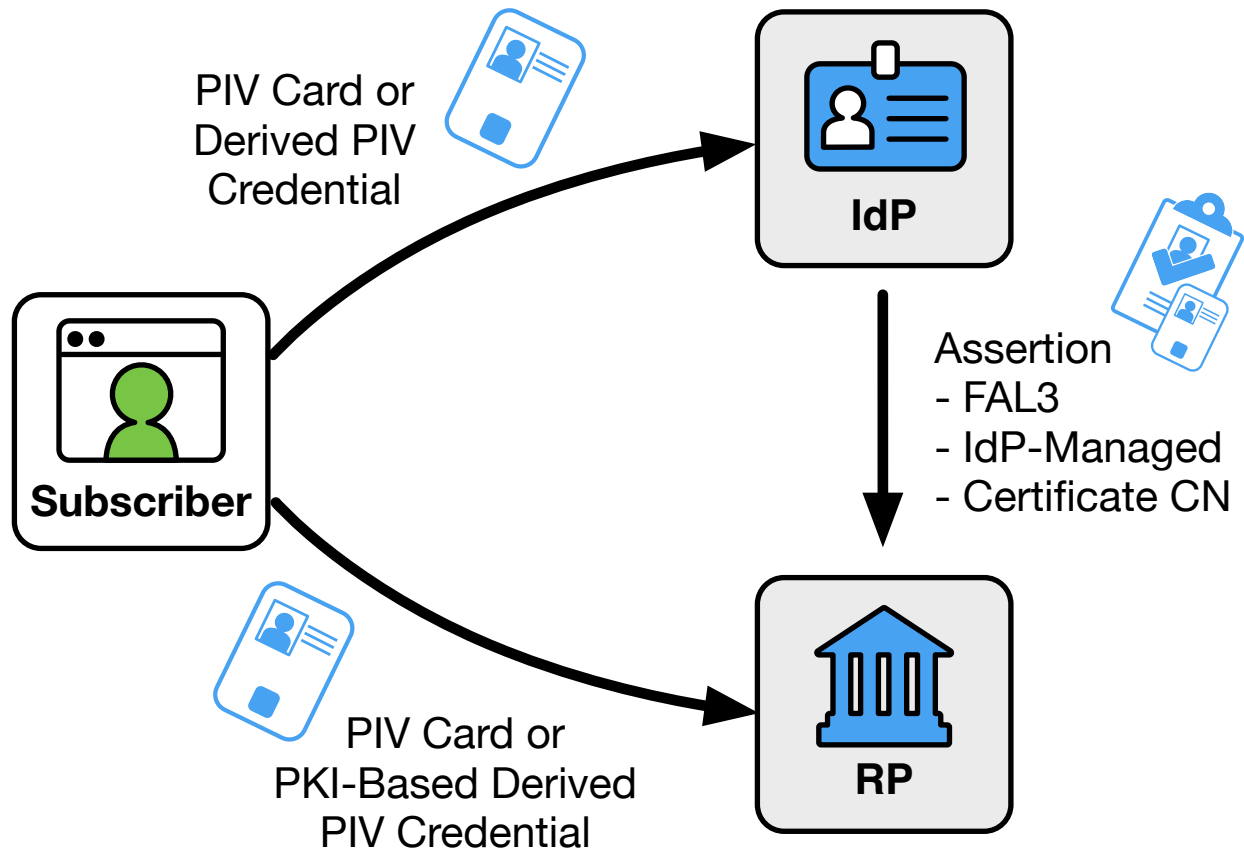 PIV Card or
Derived PIV
Credential
IdP
Subscriber
Assertion
- FAL3
- IdP-Managed
- Certificate CN
PIV Card or
PKI-Based Derived
PIV Credential
RP